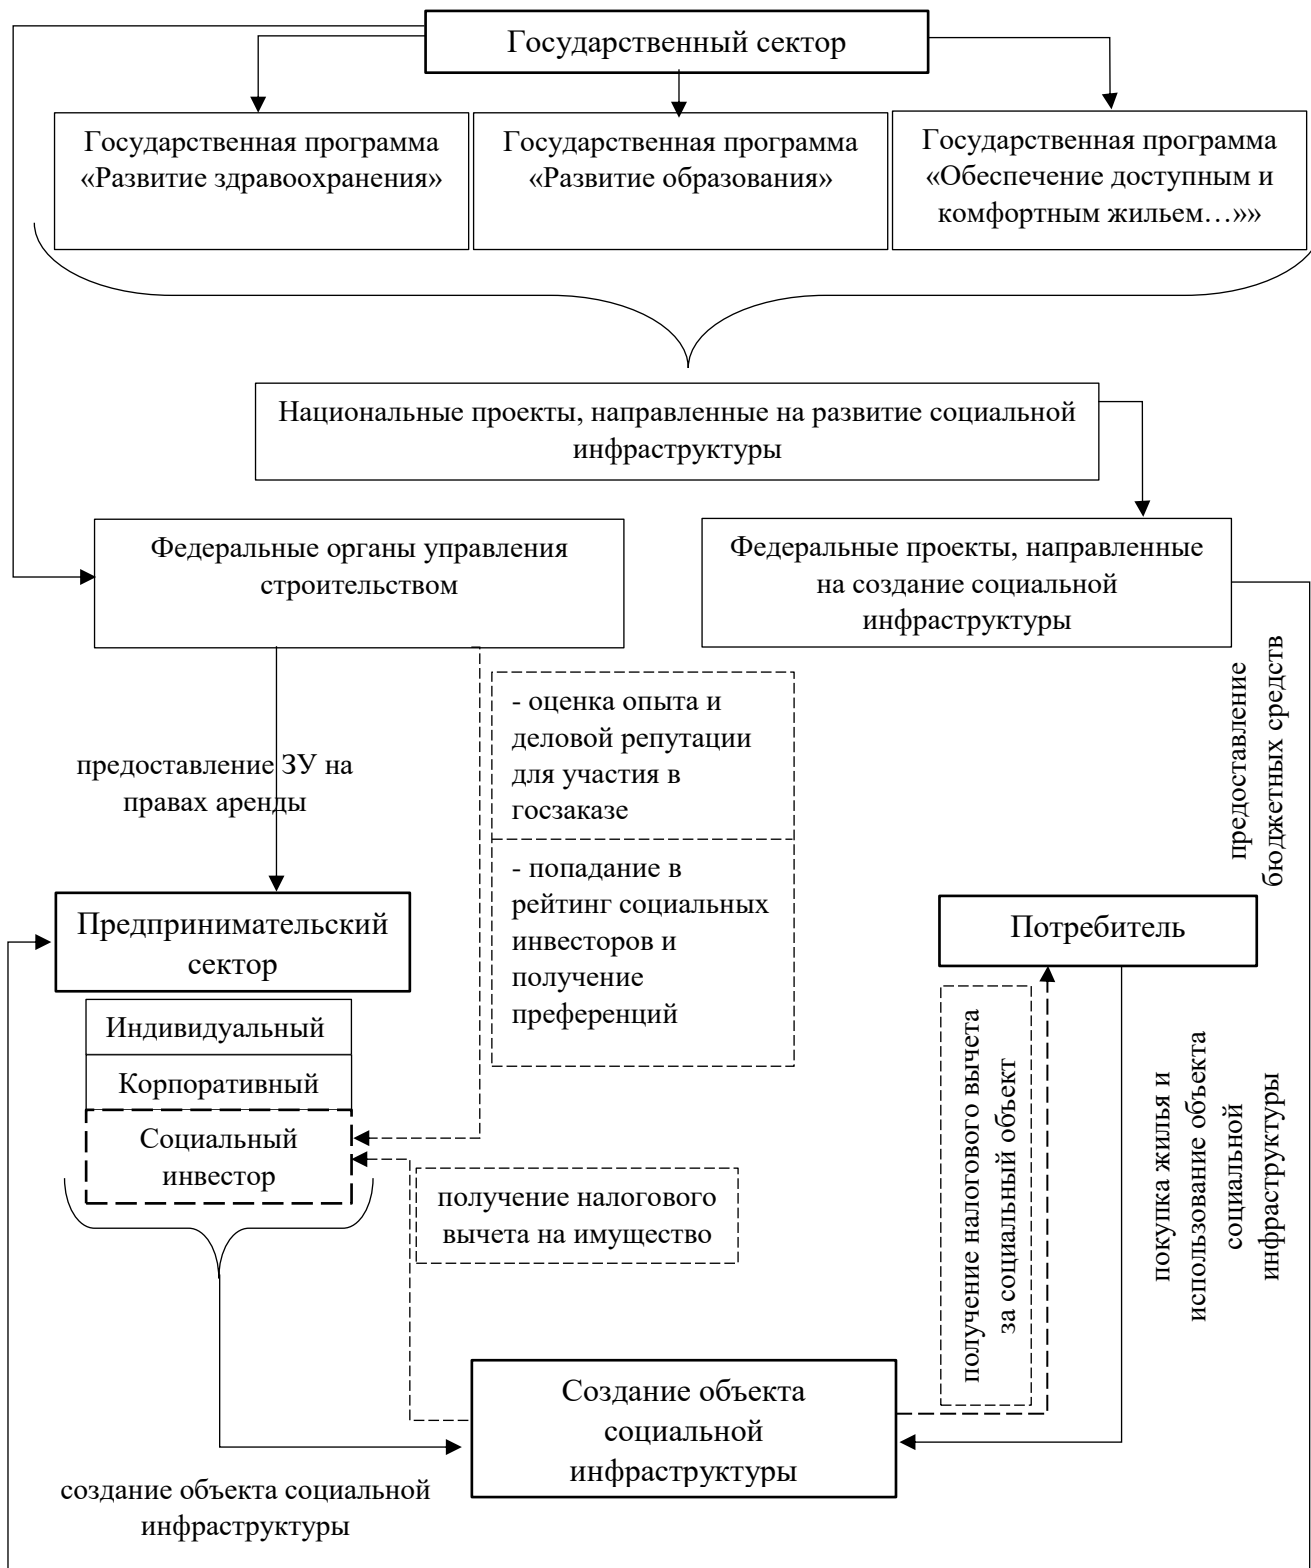 Государственный сектор
Государственная программа
«Развитие здравоохранения»
Государственная программа
«Развитие образования»
Государственная программа
«Обеспечение доступным и
комфортным жильем…»»
Национальные проекты, направленные на развитие социальной
инфраструктуры
Федеральные органы управления
строительством
Федеральные проекты, направленные
на создание социальной
инфраструктуры
предоставление
бюджетных средств
- оценка опыта и
деловой репутации
для участия в
госзаказе
предоставление ЗУ на
правах аренды
- попадание в
рейтинг социальных
инвесторов и
получение
преференций
Предпринимательский
сектор
Потребитель
Индивидуальный
Корпоративный
Социальный
инвестор
получение налогового
вычета на имущество
получение налогового вычета
за социальный объект
покупка жилья и
использование объекта
социальной
инфраструктуры
Создание объекта
социальной
инфраструктуры
создание объекта социальной
инфраструктуры